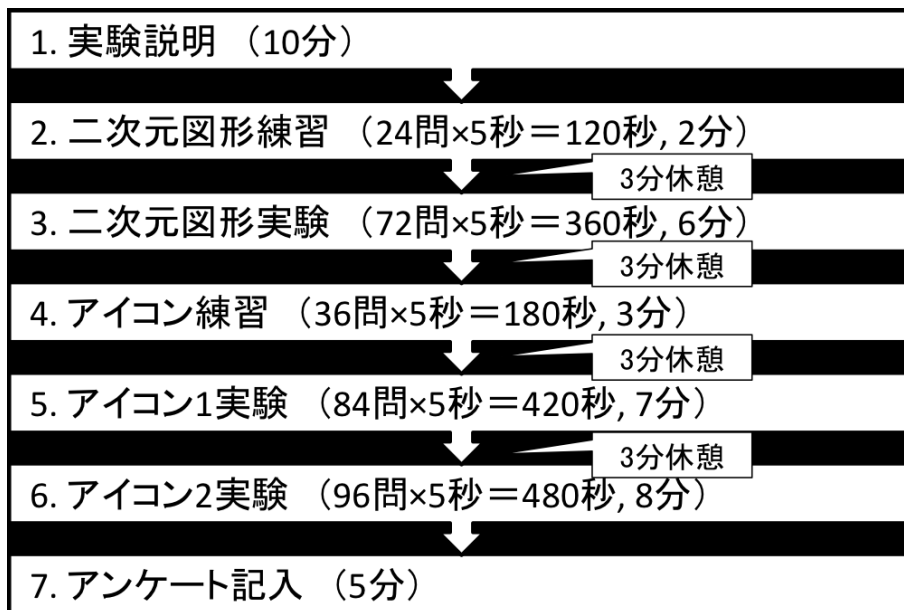 1. 実験説明 （10分）
2. 二次元図形練習 （24問×5秒＝120秒, 2分）
3分休憩
3. 二次元図形実験 （72問×5秒＝360秒, 6分）
3分休憩
4. アイコン練習 （36問×5秒＝180秒, 3分）
3分休憩
5. アイコン1実験 （84問×5秒＝420秒, 7分）
3分休憩
6. アイコン2実験 （96問×5秒＝480秒, 8分）
7. アンケート記入 （5分）